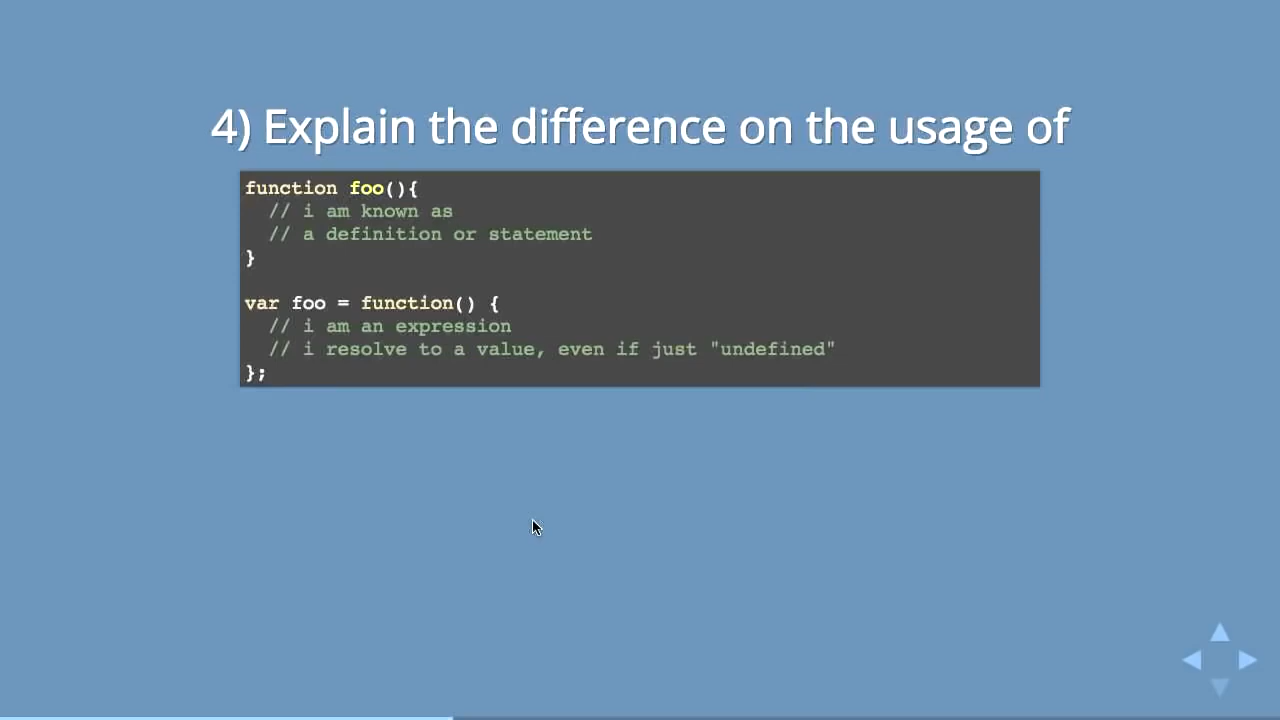 4) Explain the difference on the usage of
function foo(){
  // i am known as
  // a definition or statement
}
var foo = function() {
  // i am an expression
  // i resolve to a value, even if just "undefined"
};